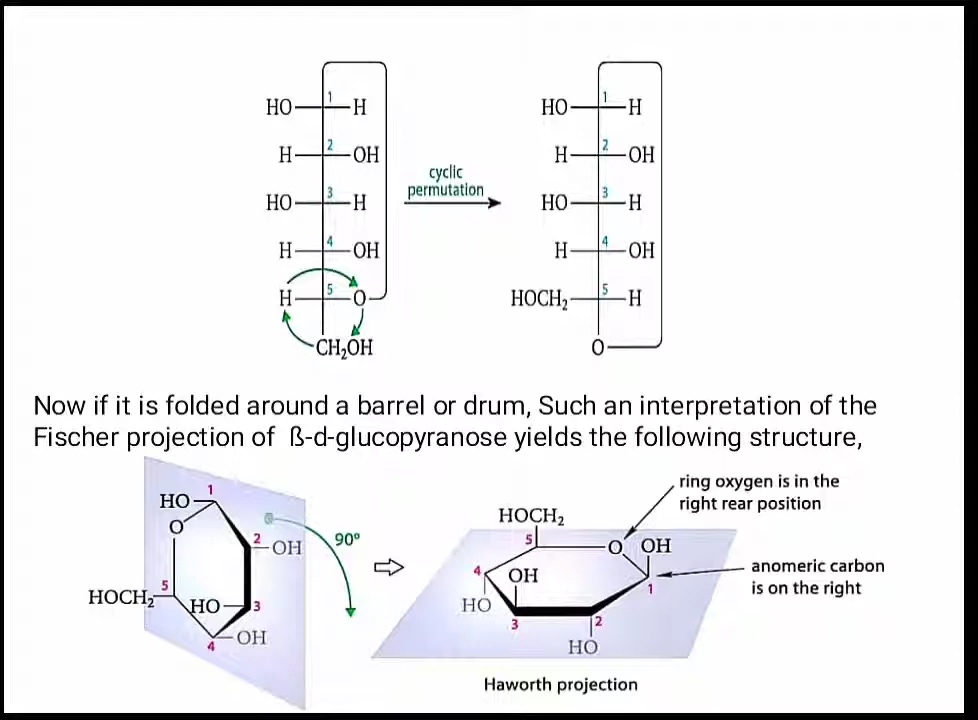 1
HO H
2
H OH
3
HO H
4
H OH
5
H O
CH₂OH
cyclic
permutation
1
HO H
2
H OH
3
HO H
4
H OH
5
HOCH₂ H
O
Now if it is folded around a barrel or drum, Such an interpretation of the
Fischer projection of ß-d-glucopyranose yields the following structure,
1
HO
O
2
OH
5
HOCH₂
HO 3
OH
4
90°
ring oxygen is in the
right rear position
HOCH₂
5
O OH
4
OH
1
HO
3
2
HO
anomeric carbon
is on the right
Haworth projection